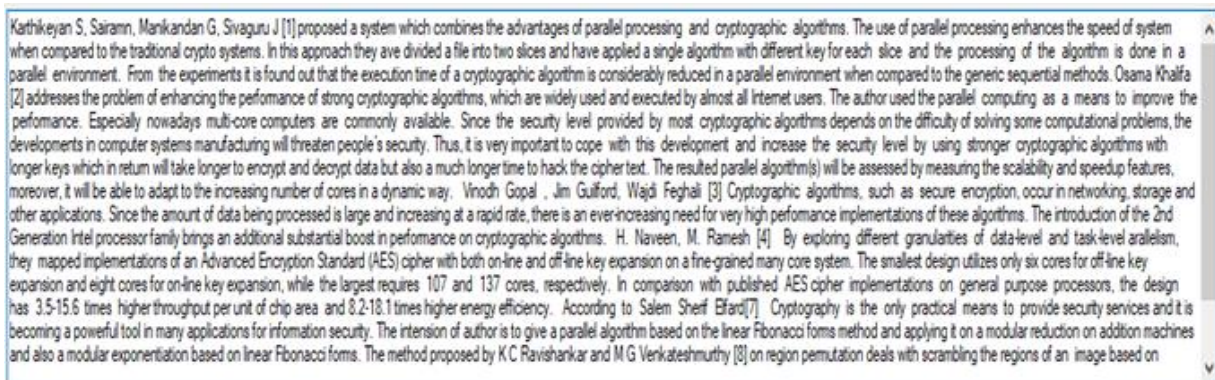 Karthikeyan S, Sairamn, Manikandan G, Sivaguru J [1] proposed a system which combines the advantages of parallel processing and cryptographic algorithms. The use of parallel processing enhances the speed of system
when compared to the traditional crypto systems. In this approach they ave divided a file into two slices and have applied a single algorithm with different key for each slice and the processing of the algorithm is done in a
parallel environment. From the experiments it is found out that the execution time of a cryptographic algorithm is considerably reduced in a parallel environment when compared to the generic sequential methods. Osama Khalifa
[2] addresses the problem of enhancing the performance of strong cryptographic algorithms, which are widely used and executed by almost all Internet users. The author used the parallel computing as a means to improve the
performance. Especially nowadays multi-core computers are commonly available. Since the security level provided by most cryptographic algorithms depends on the difficulty of solving some computational problems, the
developments in computer systems manufacturing will threaten people's security. Thus, it is very important to cope with this development and increase the security level by using stronger cryptographic algorithms with
longer keys which in return will take longer to encrypt and decrypt data but also a much longer time to hack the cipher text. The resulted parallel algorithm(s) will be assessed by measuring the scalability and speedup features,
moreover, it will be able to adapt to the increasing number of cores in a dynamic way. Vinodh Gopal , Jim Guilford, Wajdi Feghali [3] Cryptographic algorithms, such as secure encryption, occur in networking, storage and
other applications. Since the amount of data being processed is large and increasing at a rapid rate, there is an ever-increasing need for very high performance implementations of these algorithms. The introduction of the 2nd
Generation Intel processor family brings an additional substantial boost in performance on cryptographic algorithms. H. Naveen, M. Ramesh [4] By exploring different granularities of data-level and task-level arallelism,
they mapped implementations of an Advanced Encryption Standard (AES) cipher with both on-line and off-line key expansion on a fine-grained many core system. The smallest design utilizes only six cores for off-line key
expansion and eight cores for on-line key expansion, while the largest requires 107 and 137 cores, respectively. In comparison with published AES cipher implementations on general purpose processors, the design
has 3.5-15.6 times higher throughput per unit of chip area and 8.2-18.1 times higher energy efficiency. According to Salem Sherif Elfard[7] Cryptography is the only practical means to provide security services and it is
becoming a powerful tool in many applications for information security. The intension of author is to give a parallel algorithm based on the linear Fibonacci forms method and applying it on a modular reduction on addition machines
and also a modular exponentiation based on linear Fibonacci forms. The method proposed by K C Ravishankar and M G Venkateshmurthy [8] on region permutation deals with scrambling the regions of an image based on